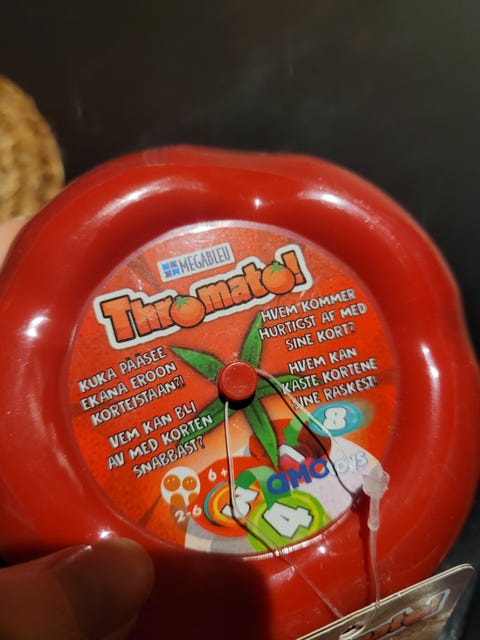 MEGABLEU
Thromato!
KUKA PÄÄSEE
EKANA EROON
KORTEISTAAN?!
VEM KAN BLI
AV MED KORTEN
SNABBAST?
HVEM KOMMER
HURTIGST AF MED
SINE KORT?
HVEM KAN
KASTE KORTENE
SINE RASKEST!
8
6+
2-6
4